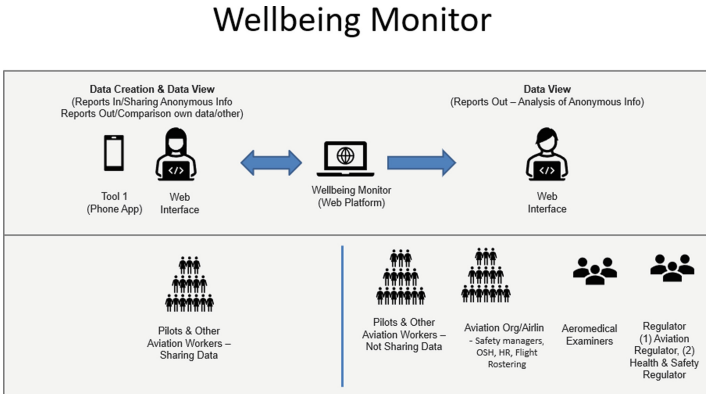 Wellbeing Monitor
Data Creation & Data View
(Reports In/Sharing Anonymous Info
Reports Out/Comparison own data/other)
Data View
(Reports Out – Analysis of Anonymous Info)
Tool 1
(Phone App)
Web
Interface
Wellbeing Monitor
(Web Platform)
Web
Interface
Pilots & Other
Aviation Workers –
Sharing Data
Pilots & Other
Aviation Workers –
Not Sharing Data
Aviation Org/Airlin
- Safety managers,
OSH, HR, Flight
Rostering
Aeromedical
Examiners
Regulator
(1) Aviation
Regulator, (2)
Health & Safety
Regulator